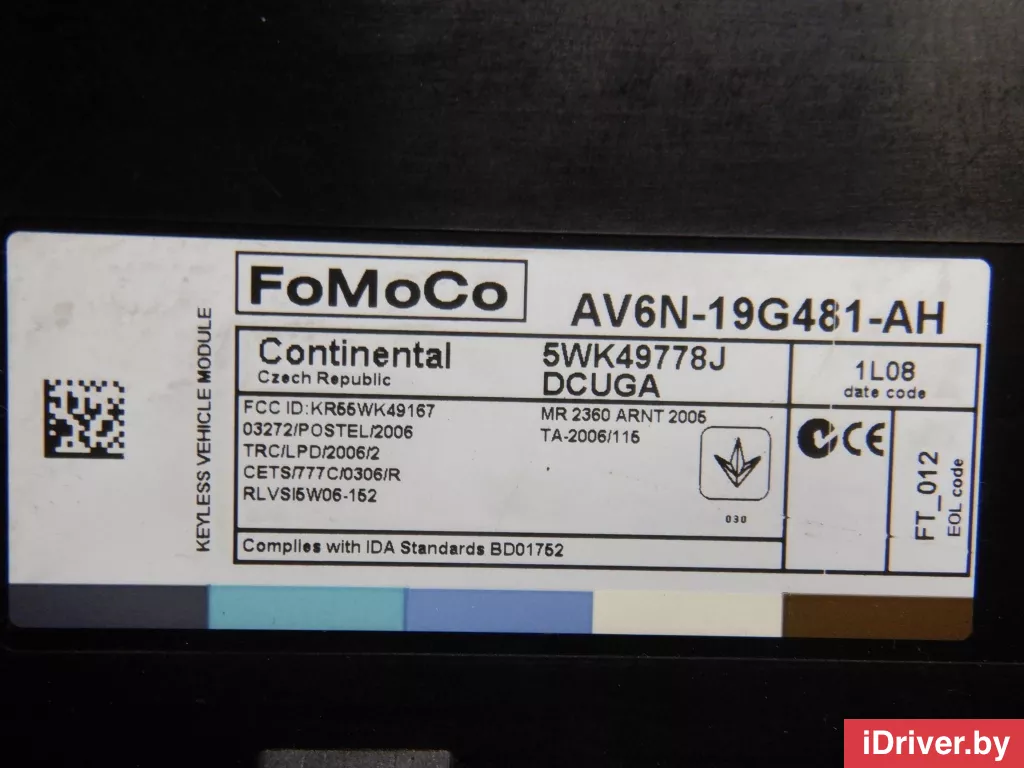 FoMoCo
AV6N-19G481-AH
KEYLESS VEHICLE MODULE
Continental
Czech Republic
5WK49778J
DCUGA
1L08
date code
FCC ID:KR55WK49167
03272/POSTEL/2006
TRC/LPD/2006/2
CETS/777C/0306/R
RLVSI5W06-152
MR 2360 ARNT 2005
TA-2006/115
030
CE
FT_012
EOL code
Complies with IDA Standards BD01752
iDriver.by